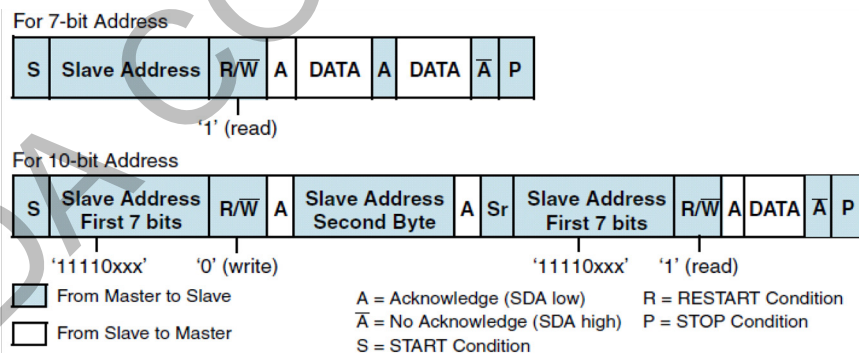 For 7-bit Address
S Slave Address R/W̅ A DATA A DATA A̅ P
'1' (read)
For 10-bit Address
S Slave Address First 7 bits R/W̅ A Slave Address Second Byte A Sr Slave Address First 7 bits R/W̅ A DATA A̅ P
'11110xxx' '0' (write) '11110xxx' '1' (read)
From Master to Slave
From Slave to Master
A = Acknowledge (SDA low)
A̅ = No Acknowledge (SDA high)
S = START Condition
R = RESTART Condition
P = STOP Condition